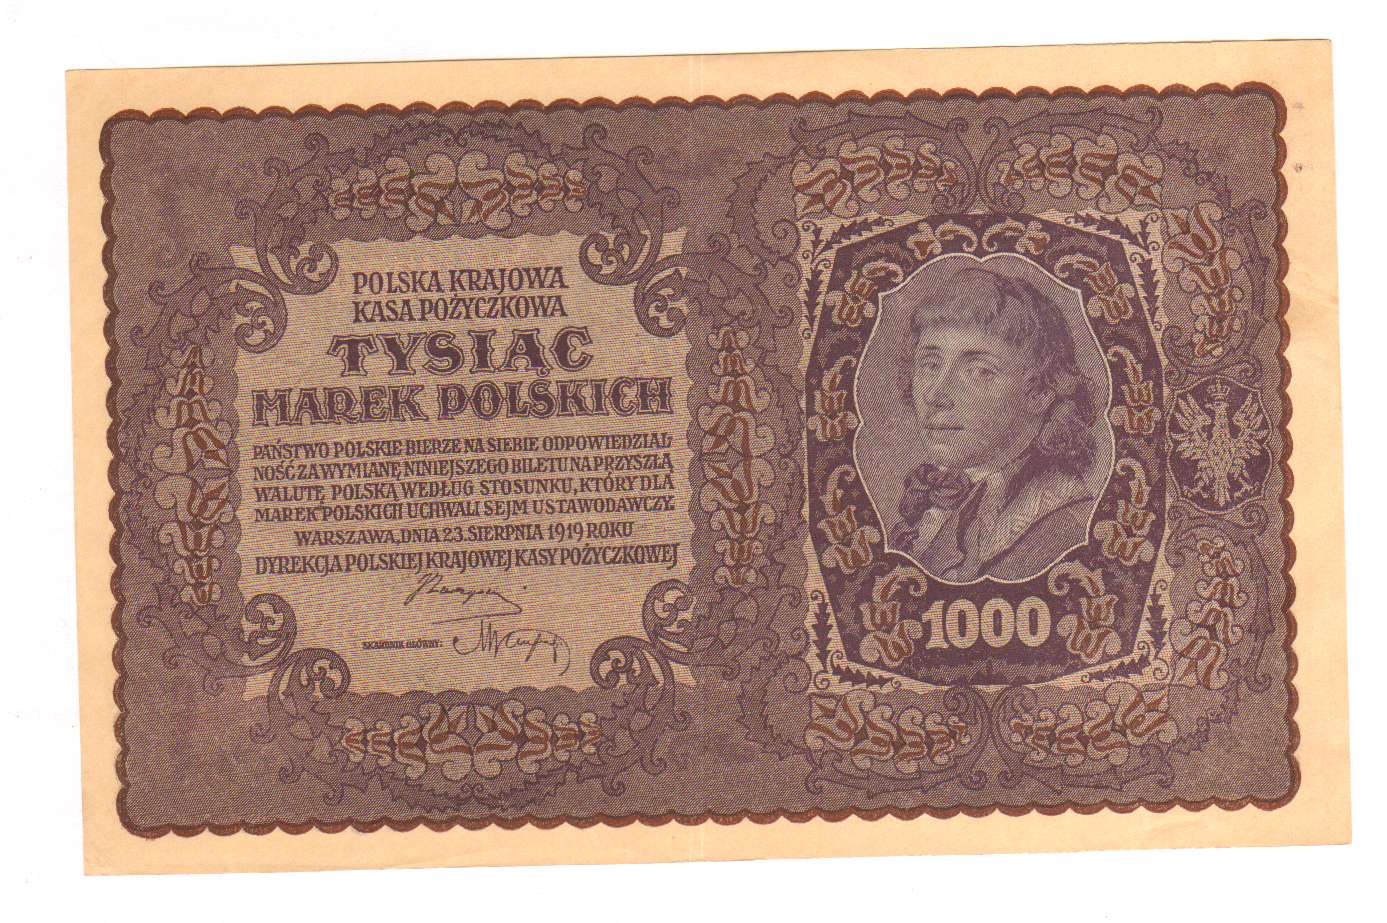 POLSKA KRAJOWA
KASA POŻYCZKOWA
TYSIĄC
MAREK POLSKICH
PAŃSTWO POLSKIE BIERZE NA SIEBIE ODPOWIEDZIAL
NOŚĆ ZA WYMIANĘ NINIEJSZEGO BILETU NA PRZYSZŁĄ
WALUTĘ POLSKĄ WEDŁUG STOSUNKU, KTÓRY DLA
MAREK POLSKICH UCHWALI SEJM USTAWODAWCZY.
WARSZAWA, DNIA 23. SIERPNIA 1919 ROKU
DYREKCJA POLSKIEJ KRAJOWEJ KASY POŻYCZKOWEJ
SKARBNIK GŁÓWNY:
1000